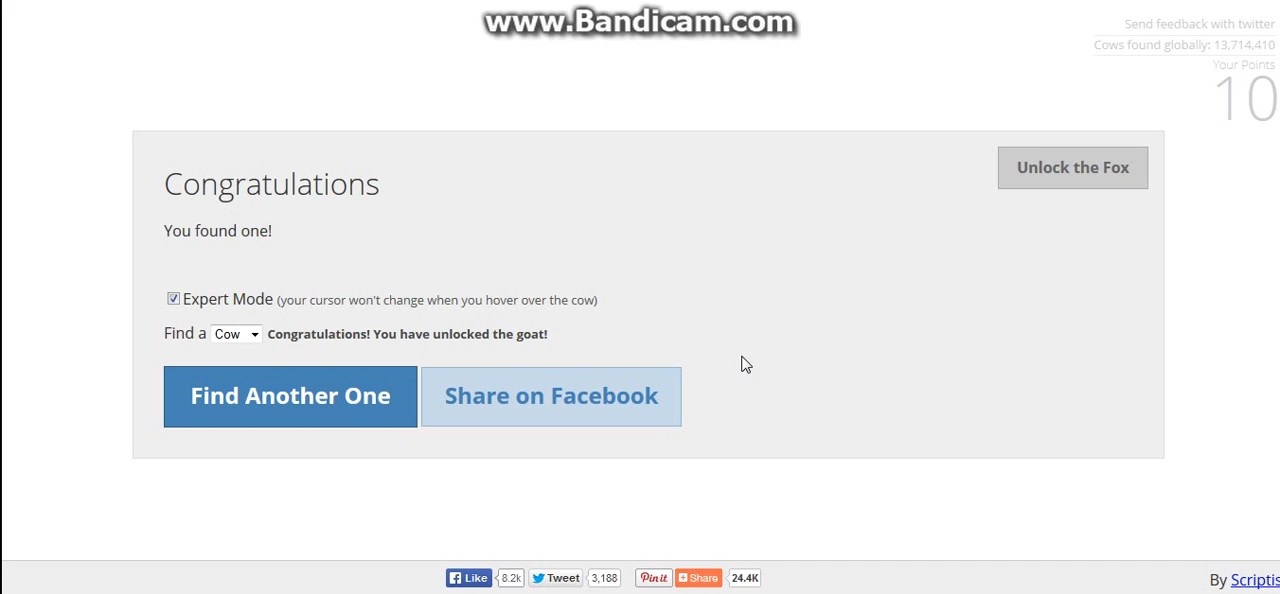 www.Bandicam.com
Send feedback with twitter
Cows found globally: 13,714,410
Your Points
10
Unlock the Fox
Congratulations
You found one!
Expert Mode (your cursor won't change when you hover over the cow)
Find a Cow Congratulations! You have unlocked the goat!
Find Another One Share on Facebook
Like 8.2k Tweet 3,188 Pin it Share 24.4K
By Scriptis